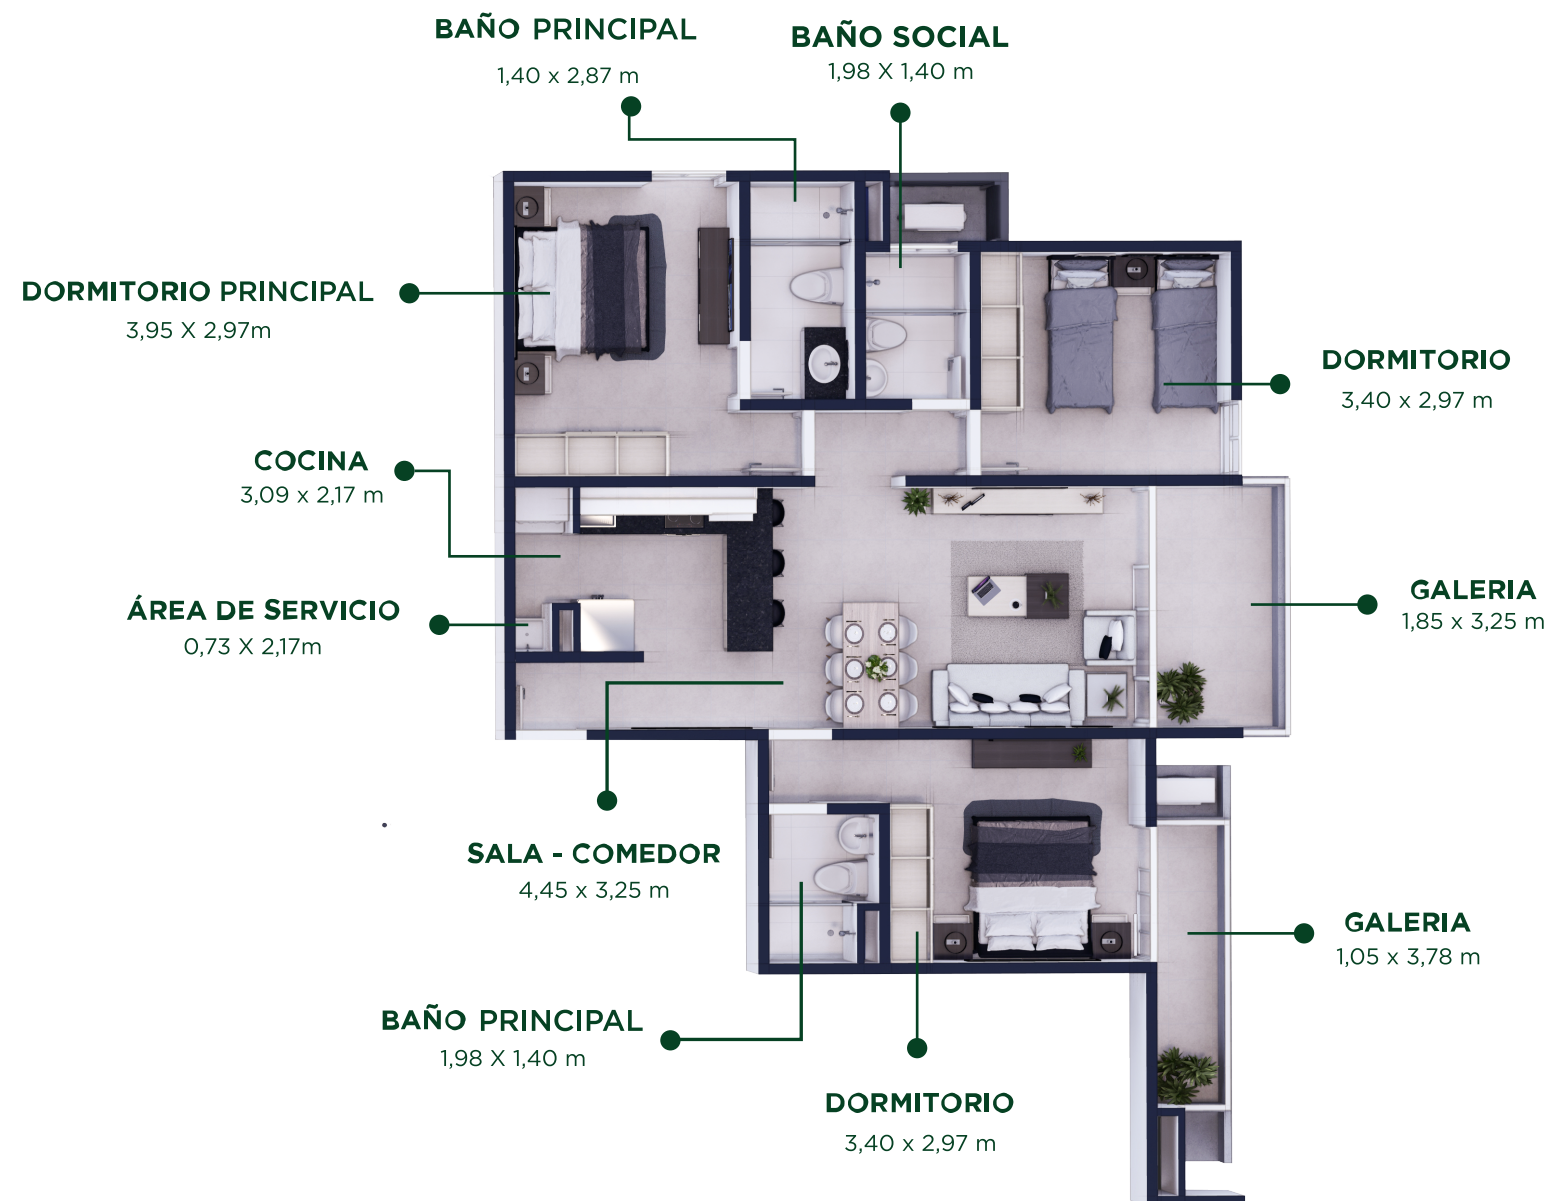 BAÑO PRINCIPAL
1,40 x 2,87 m
BAÑO SOCIAL
1,98 X 1,40 m
DORMITORIO PRINCIPAL
3,95 X 2,97m
DORMITORIO
3,40 x 2,97 m
COCINA
3,09 x 2,17 m
ÁREA DE SERVICIO
0,73 X 2,17m
GALERIA
1,85 x 3,25 m
SALA - COMEDOR
4,45 x 3,25 m
GALERIA
1,05 x 3,78 m
BAÑO PRINCIPAL
1,98 X 1,40 m
DORMITORIO
3,40 x 2,97 m